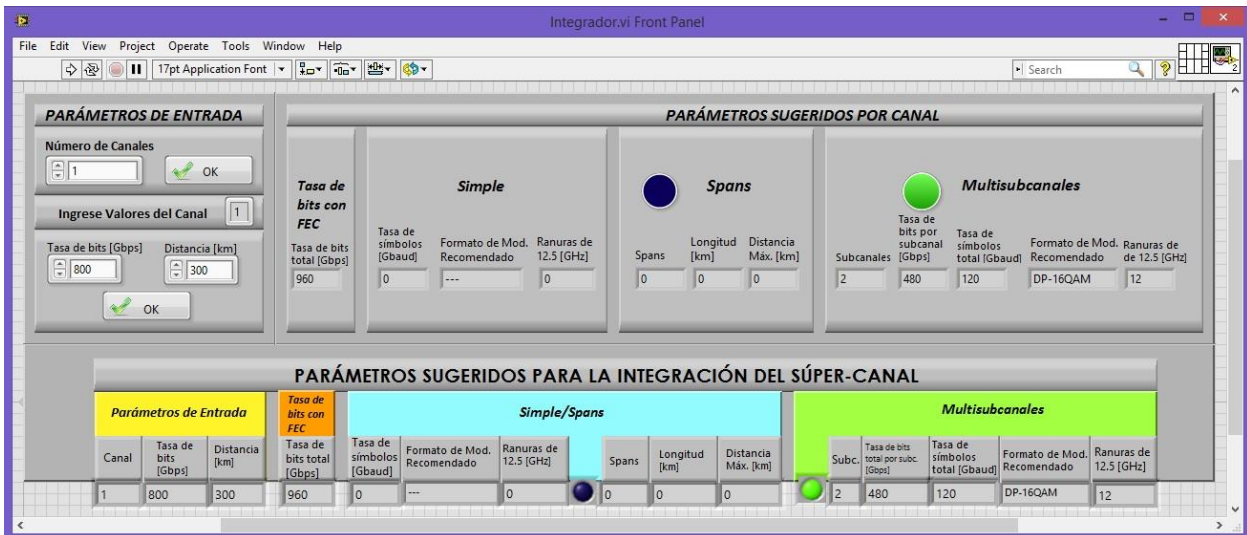 Integrador.vi Front Panel
File Edit View Project Operate Tools Window Help
17pt Application Font
Search
2
PARÁMETROS DE ENTRADA
Número de Canales
1
OK
Ingrese Valores del Canal 1
Tasa de bits [Gbps]
800
Distancia [km]
300
OK
PARÁMETROS SUGERIDOS POR CANAL
Tasa de
bits con
FEC
Tasa de bits
total [Gbps]
960
Simple
Tasa de
símbolos
[Gbaud]
0
Formato de Mod.
Recomendado
---
Ranuras de
12.5 [GHz]
0
Spans
Spans
0
Longitud
[km]
0
Distancia
Máx. [km]
0
Multisubcanales
Subcanales
2
Tasa de
bits por
subcanal
[Gbps]
480
Tasa de
símbolos
total [Gbaud]
120
Formato de Mod.
Recomendado
DP-16QAM
Ranuras de
de 12.5 [GHz]
12
PARÁMETROS SUGERIDOS PARA LA INTEGRACIÓN DEL SÚPER-CANAL
Parámetros de Entrada
Canal
1
Tasa de
bits
[Gbps]
800
Distancia
[km]
300
Tasa de
bits con
FEC
Tasa de
bits total
[Gbps]
960
Simple/Spans
Tasa de
símbolos
[Gbaud]
0
Formato de Mod.
Recomendado
---
Ranuras de
12.5 [GHz]
0
Spans
0
Longitud
[km]
0
Distancia
Máx. [km]
0
Multisubcanales
Subc.
2
Tasa de bits
total por subc.
[Gbps]
480
Tasa de
símbolos
total [Gbaud]
120
Formato de Mod.
Recomendado
DP-16QAM
Ranuras de
12.5 [GHz]
12